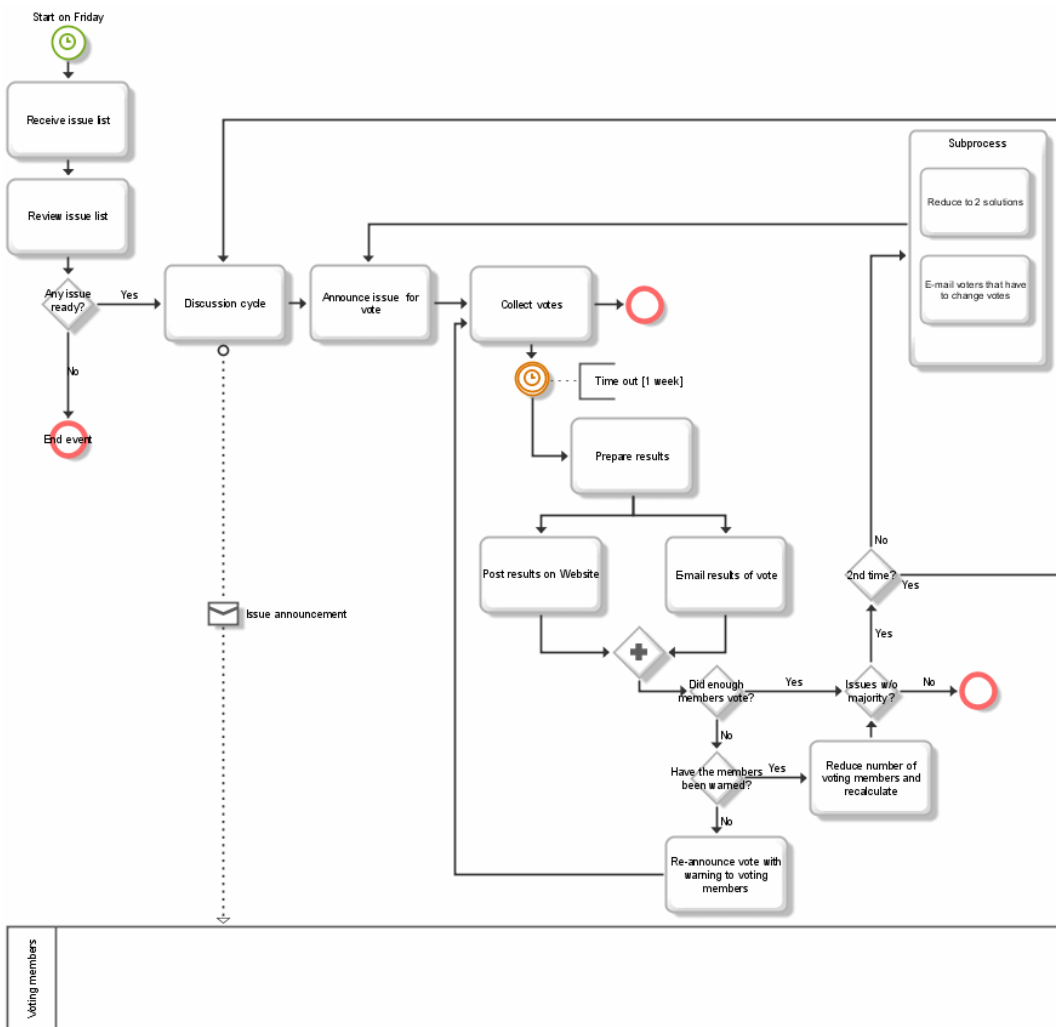 Start on Friday
Receive issue list
Review issue list
Any issue
ready?
Yes
No
End event
Discussion cycle
Announce issue for
vote
Collect votes
Time out [1 week]
Prepare results
Post results on Website
E-mail results of vote
Issue announcement
Did enough
members vote?
Yes
No
Have the members
been warned?
Yes
No
Re-announce vote with
warning to voting
members
Reduce number of
voting members and
recalculate
Issues w/o
majority?
No
Yes
2nd time?
Yes
No
Subprocess
Reduce to 2 solutions
E-mail voters that have
to change votes
Voting members